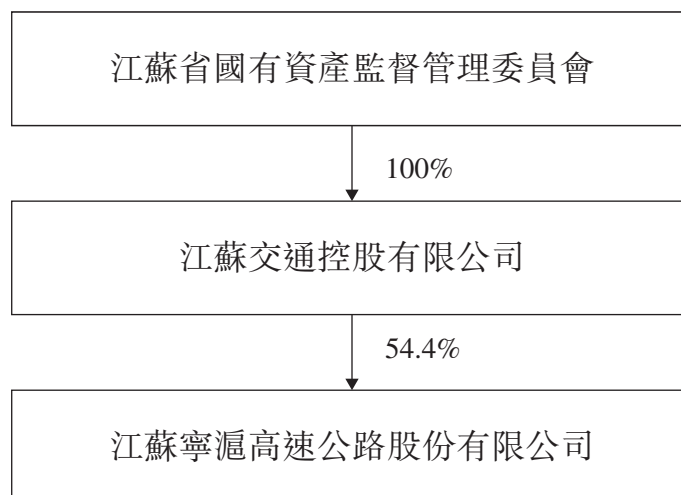 江蘇省國有資產監督管理委員會
100%
江蘇交通控股有限公司
54.4%
江蘇寧滬高速公路股份有限公司